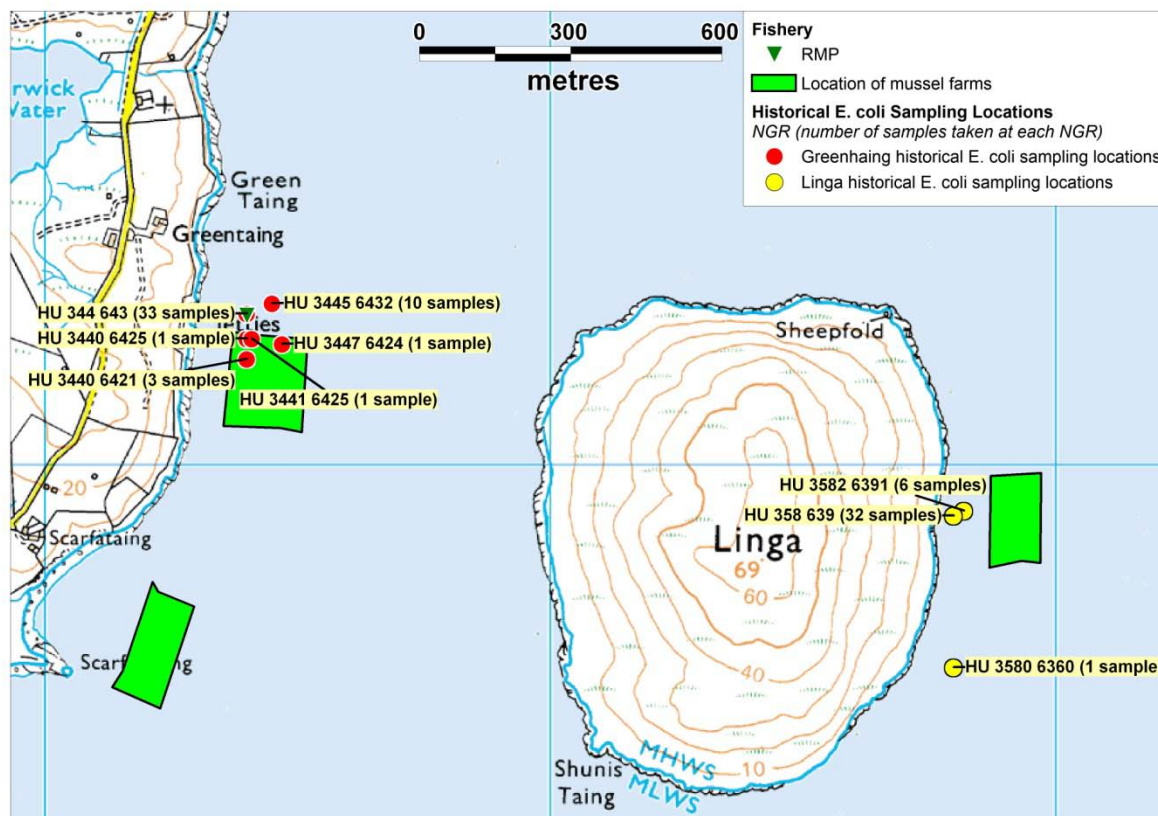 0 300 600
metres
Fishery
RMP
Location of mussel farms
Historical E. coli Sampling Locations
NGR (number of samples taken at each NGR)
Greenhaing historical E. coli sampling locations
Linga historical E. coli sampling locations
rwick
Water
Green
Taing
Greentaing
HU 3445 6432 (10 samples)
HU 344 643 (33 samples)
HU 3440 6425 (1 sample)
HU 3447 6424 (1 sample)
HU 3440 6421 (3 samples)
HU 3441 6425 (1 sample)
Sheepfold
20
HU 3582 6391 (6 samples)
HU 358 639 (32 samples)
Linga
69
60
Scarfataing
40
HU 3580 6360 (1 sample
10
MHWS
MLWS
Shunis
Taing